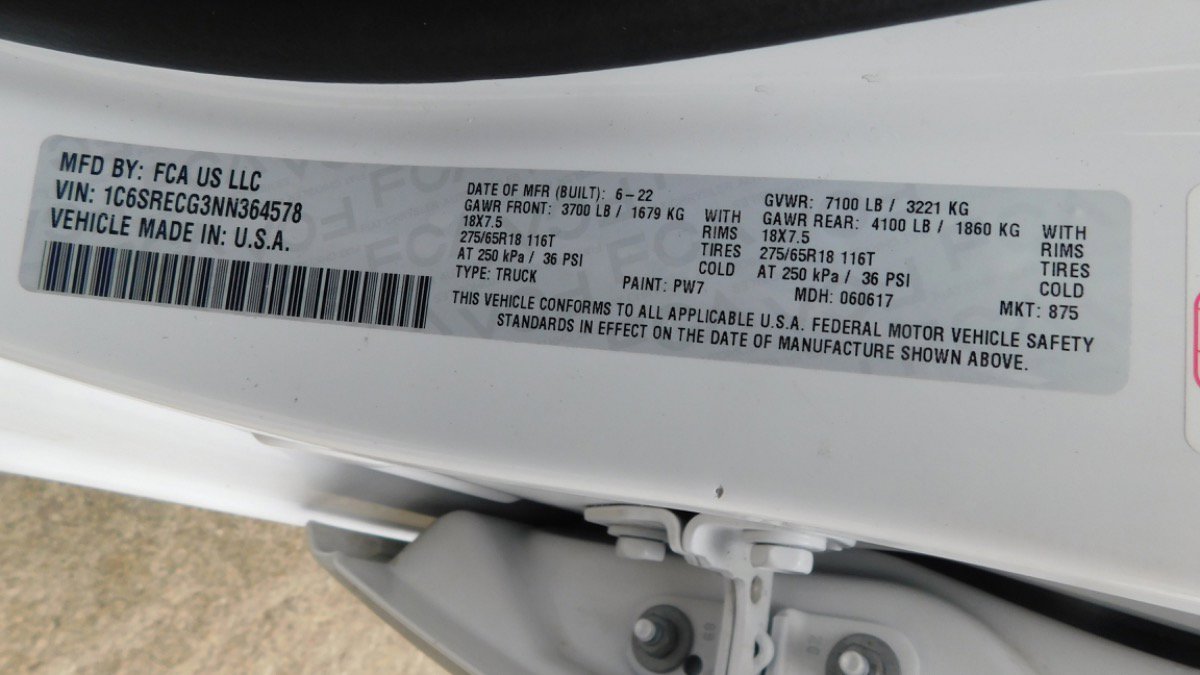 MFD BY: FCA US LLC
VIN: 1C6SRECG3NN364578
VEHICLE MADE IN: U.S.A.
DATE OF MFR (BUILT): 6-22
GAWR FRONT: 3700 LB / 1679 KG WITH
18X7.5 RIMS
275/65R18 116T TIRES
AT 250 kPa / 36 PSI COLD
TYPE: TRUCK PAINT: PW7
GVWR: 7100 LB / 3221 KG
GAWR REAR: 4100 LB / 1860 KG WITH
18X7.5 RIMS
275/65R18 116T TIRES
AT 250 kPa / 36 PSI COLD
MDH: 060617 MKT: 875
THIS VEHICLE CONFORMS TO ALL APPLICABLE U.S.A. FEDERAL MOTOR VEHICLE SAFETY
STANDARDS IN EFFECT ON THE DATE OF MANUFACTURE SHOWN ABOVE.